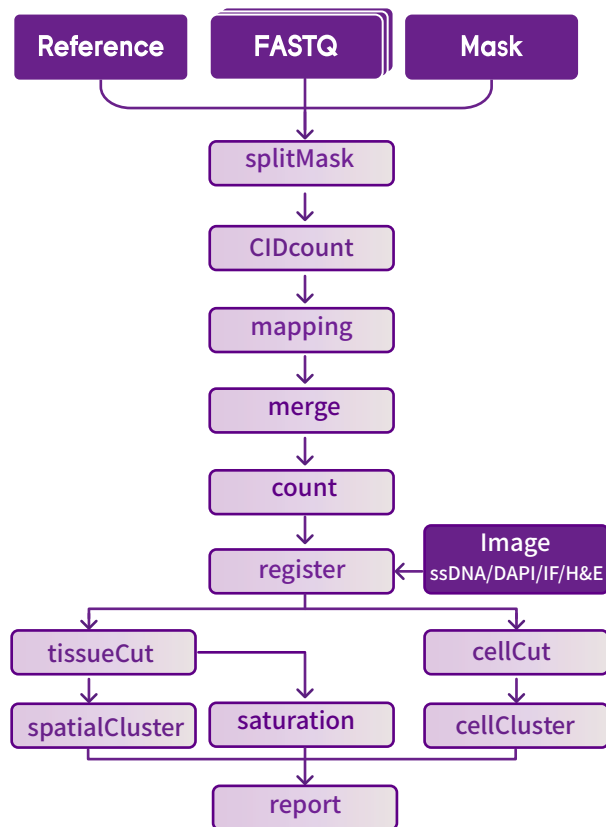 Reference
FASTQ
Mask
splitMask
CIDcount
mapping
merge
count
Image
ssDNA/DAPI/IF/H&E
register
tissueCut
cellCut
spatialCluster
saturation
cellCluster
report